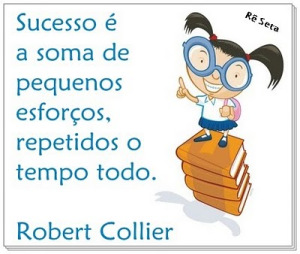 Sucesso é
a soma de
pequenos
esforços,
repetidos o
tempo todo.
Robert Collier
Rê Seta